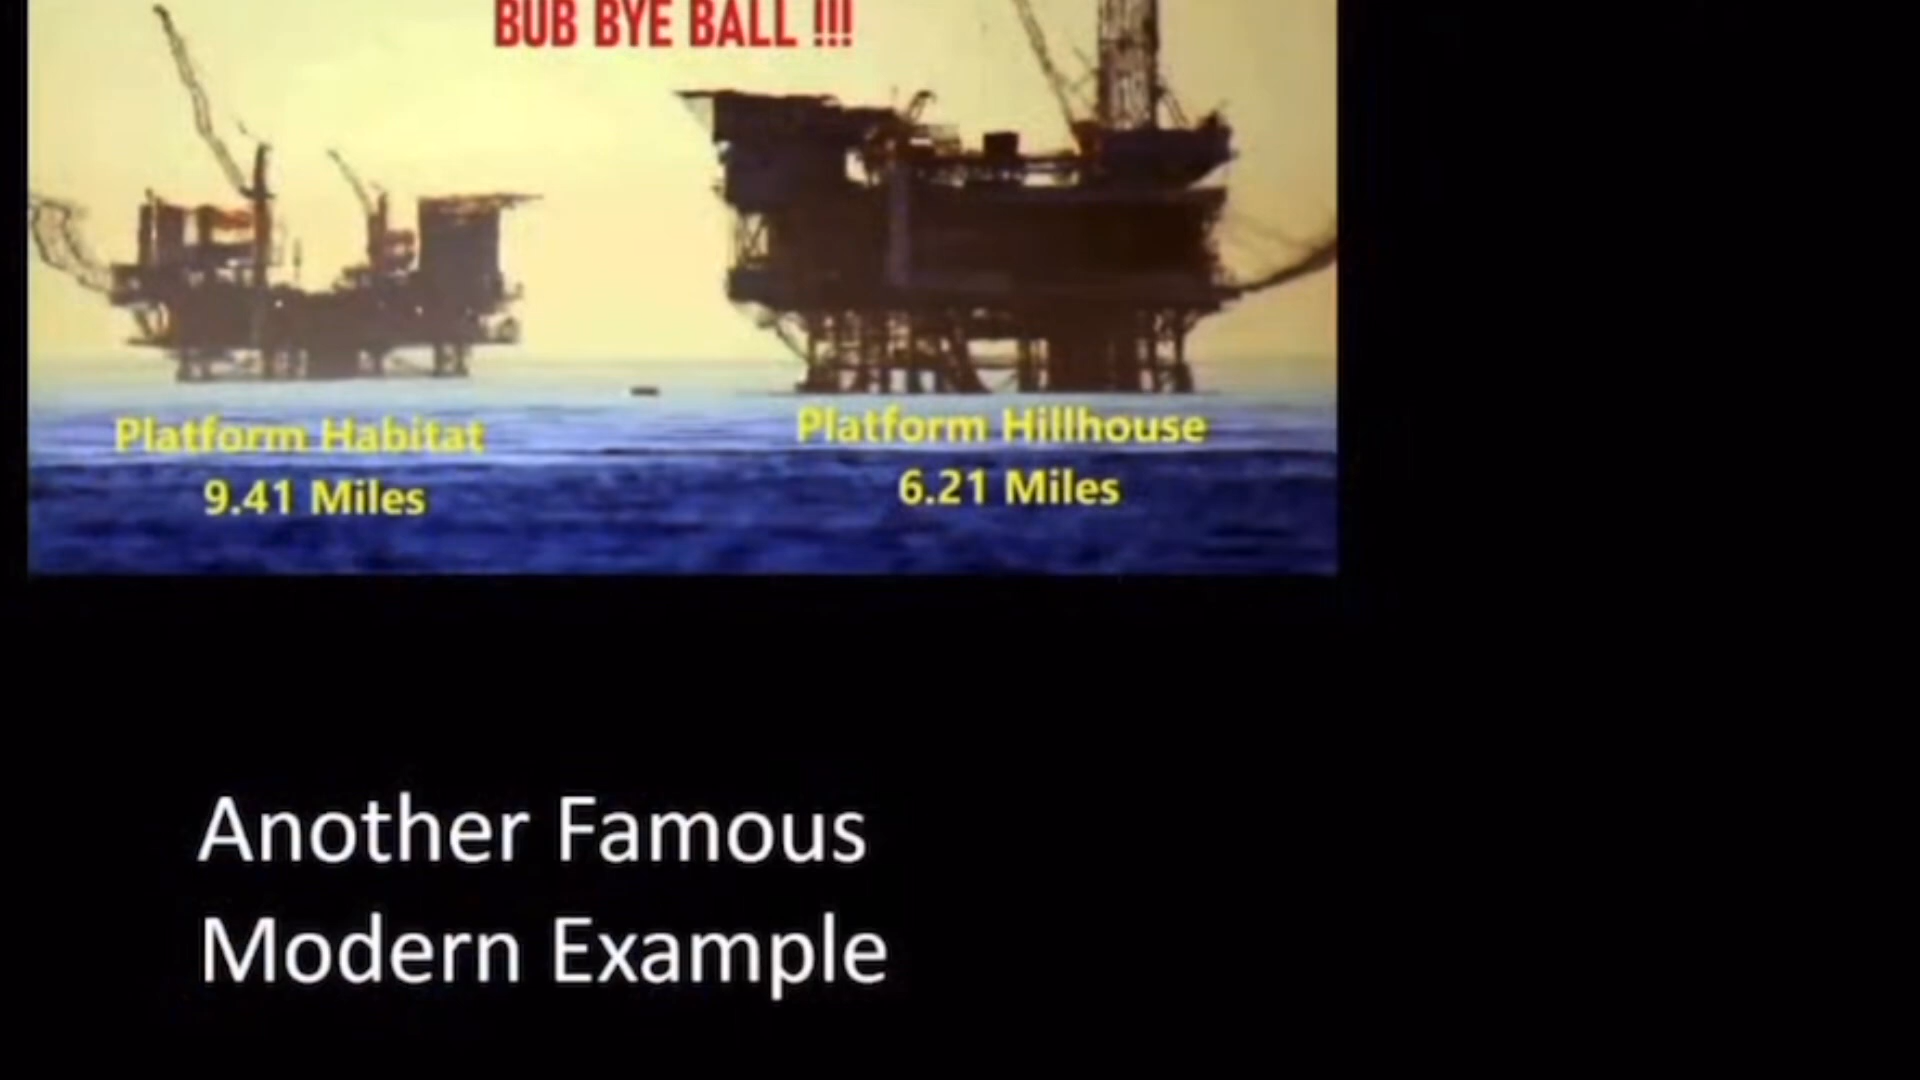 BUB BYE BALL !!!
Platform Habitat
9.41 Miles
Platform Hillhouse
6.21 Miles
Another Famous
Modern Example